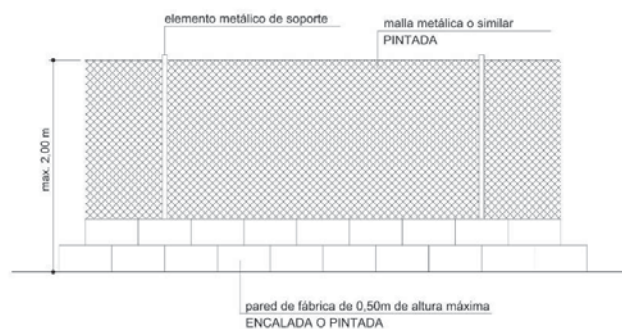 elemento metálico de soporte
malla metálica o similar
PINTADA
max. 2,00 m
pared de fábrica de 0,50m de altura máxima
ENCALADA O PINTADA